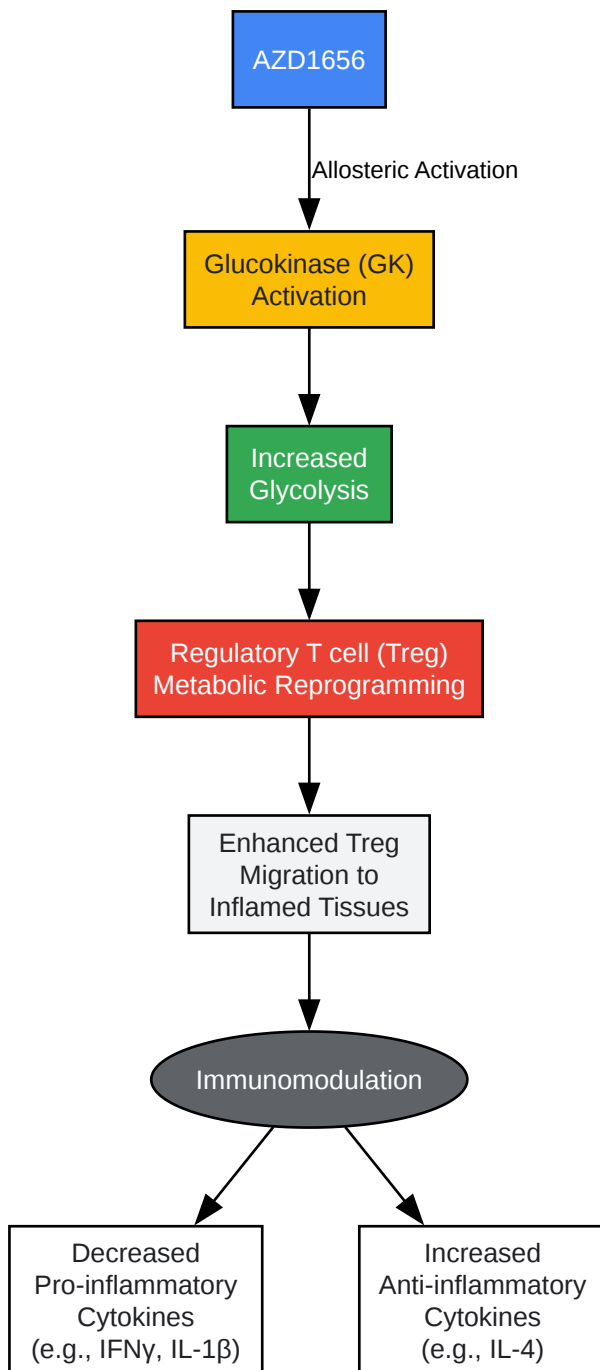 AZD1656
Allosteric Activation
Glucokinase (GK)
Activation
Increased
Glycolysis
Regulatory T cell (Treg)
Metabolic Reprogramming
Enhanced Treg
Migration to
Inflamed Tissues
Immunomodulation
Decreased
Pro-inflammatory
Cytokines
(e.g., IFNγ, IL-1β)
Increased
Anti-inflammatory
Cytokines
(e.g., IL-4)